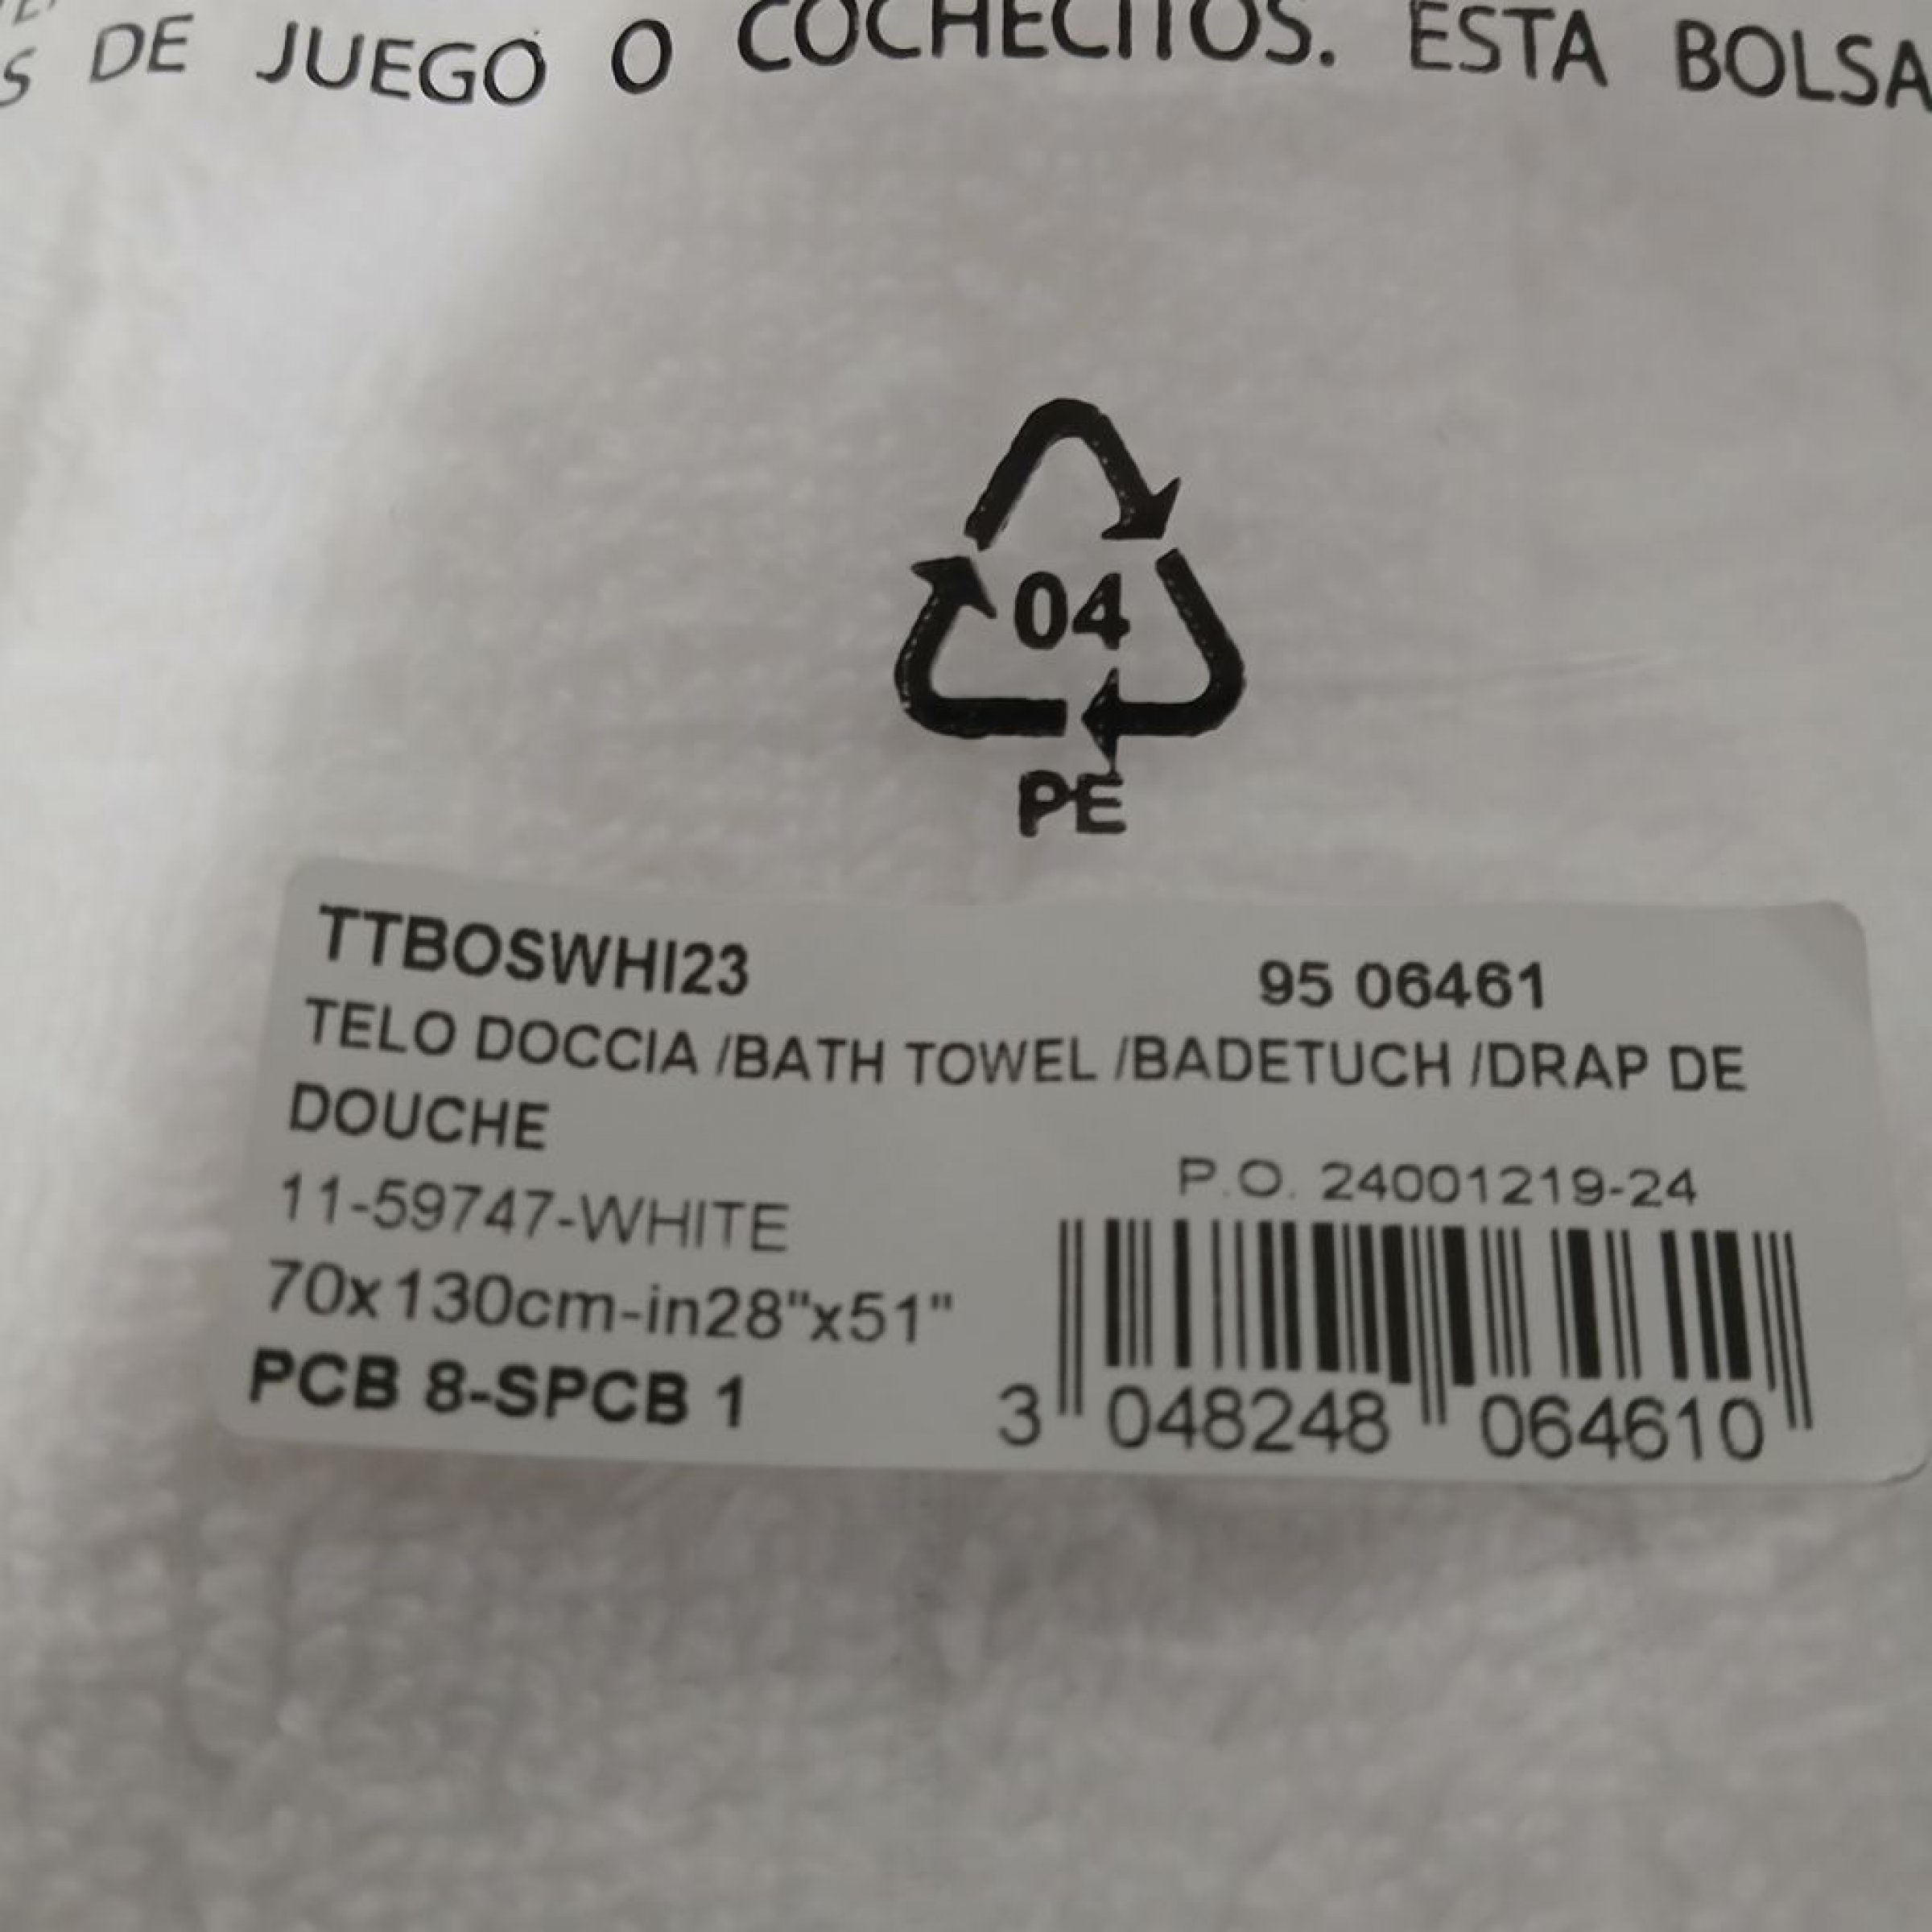 S DE JUEGO O COCHECITOS. ESTA BOLSA
04
PE
TTBOSWHI23 95 06461
TELO DOCCIA /BATH TOWEL /BADETUCH /DRAP DE
DOUCHE
P.O. 24001219-24
11-59747-WHITE
70x130cm-in28"x51"
PCB 8-SPCB 1
3 048248 064610